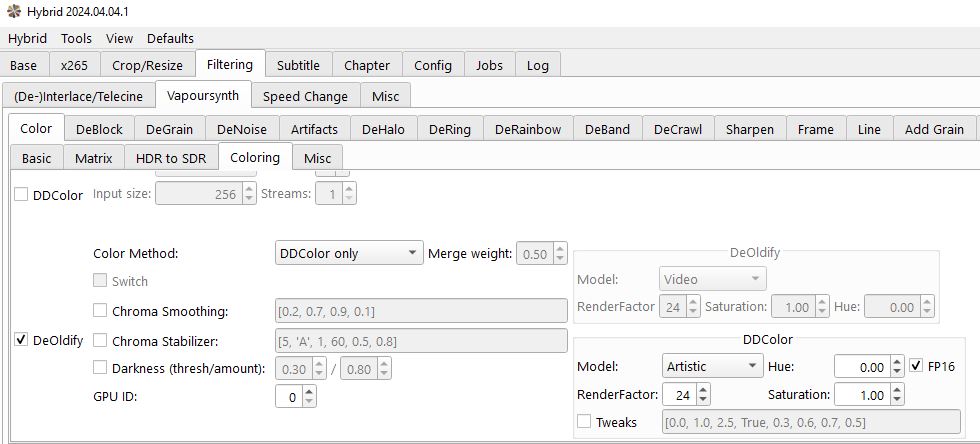 Hybrid 2024.04.04.1
Hybrid Tools View Defaults
Base x265 Crop/Resize Filtering Subtitle Chapter Config Jobs Log
(De-)Interlace/Telecine Vapoursynth Speed Change Misc
Color DeBlock DeGrain DeNoise Artifacts DeHalo DeRing DeRainbow DeBand DeCrawl Sharpen Frame Line Add Grain
Basic Matrix HDR to SDR Coloring Misc
DDColor Input size: 256 Streams: 1
Color Method: DDColor only Merge weight: 0.50
DeOldify
Switch
Model: Video
Chroma Smoothing: [0.2, 0.7, 0.9, 0.1]
RenderFactor 24 Saturation: 1.00 Hue: 0.00
DeOldify Chroma Stabilizer: [5, 'A', 1, 60, 0.5, 0.8]
DDColor
Darkness (thresh/amount): 0.30 / 0.80
Model: Artistic Hue: 0.00 FP16
GPU ID: 0
RenderFactor: 24 Saturation: 1.00
Tweaks [0.0, 1.0, 2.5, True, 0.3, 0.6, 0.7, 0.5]